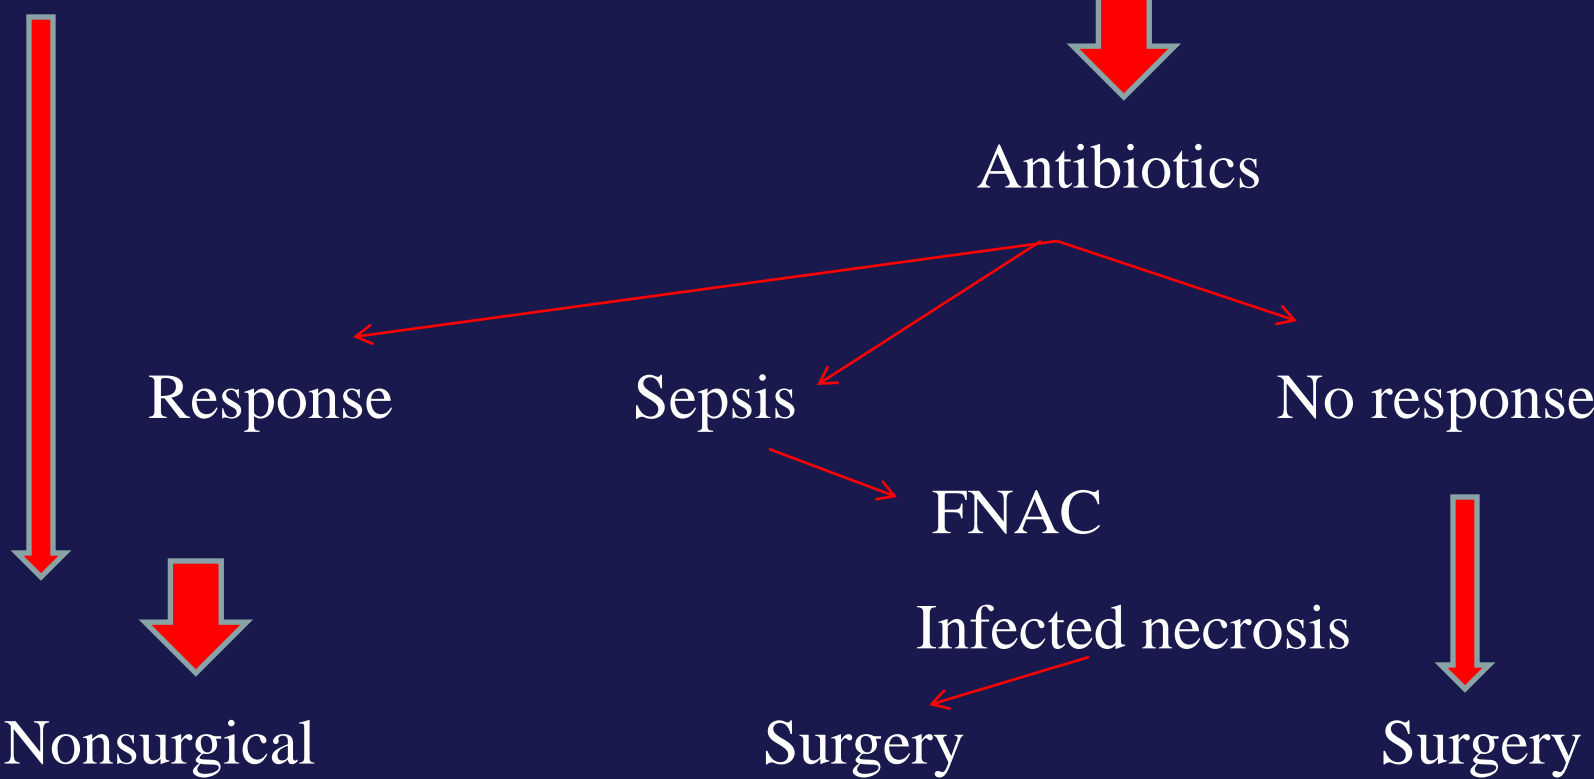 Antibiotics
Response Sepsis No response
FNAC
Infected necrosis
Nonsurgical Surgery Surgery